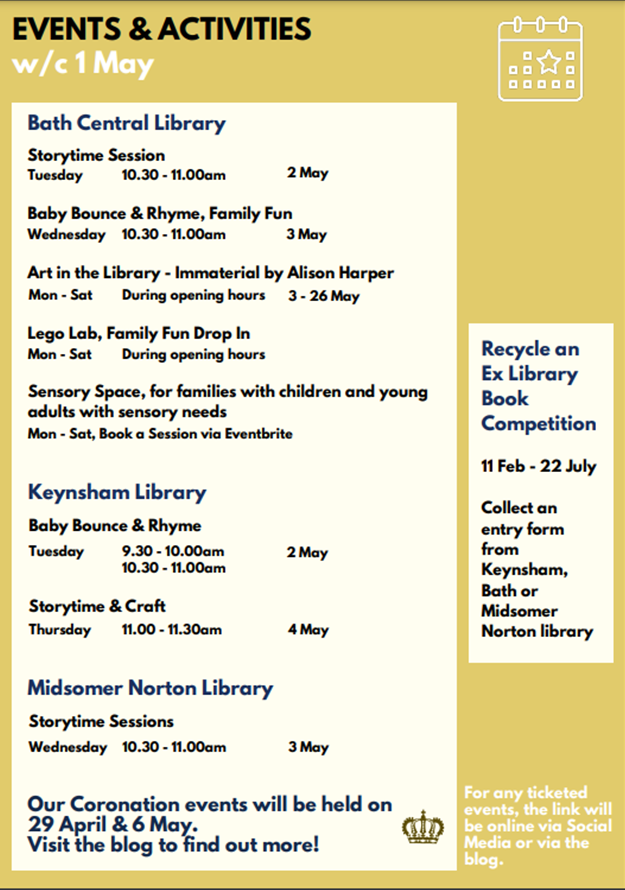 EVENTS & ACTIVITIES
w/c 1 May
Bath Central Library
Storytime Session
Tuesday 10.30 - 11.00am 2 May
Baby Bounce & Rhyme, Family Fun
Wednesday 10.30 - 11.00am 3 May
Art in the Library - Immaterial by Alison Harper
Mon - Sat During opening hours 3 - 26 May
Lego Lab, Family Fun Drop In
Mon - Sat During opening hours
Sensory Space, for families with children and young
adults with sensory needs
Mon - Sat, Book a Session via Eventbrite
Keynsham Library
Baby Bounce & Rhyme
Tuesday 9.30 - 10.00am 2 May
10.30 - 11.00am
Storytime & Craft
Thursday 11.00 - 11.30am 4 May
Midsomer Norton Library
Storytime Sessions
Wednesday 10.30 - 11.00am 3 May
Our Coronation events will be held on
29 April & 6 May.
Visit the blog to find out more!
Recycle an
Ex Library
Book
Competition
11 Feb - 22 July
Collect an
entry form
from
Keynsham,
Bath or
Midsomer
Norton library
For any ticketed
events, the link will
be online via Social
Media or via the
blog.